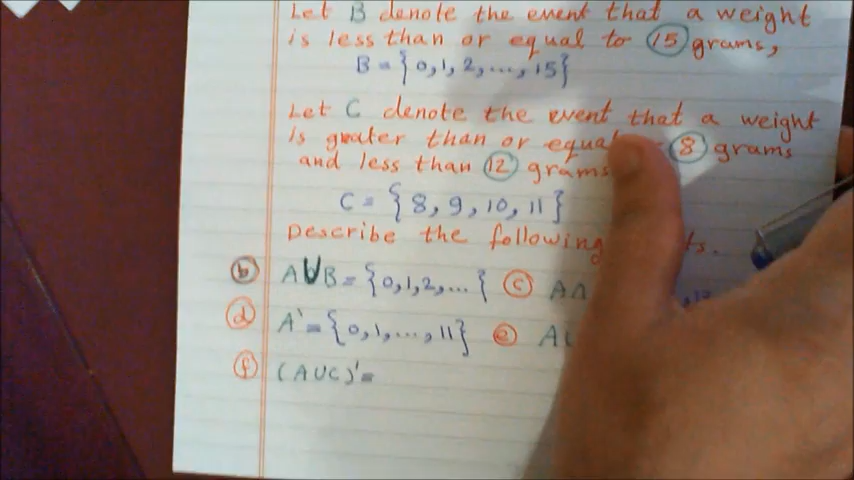 Let B denote the event that a weight
is less than or equal to 15 grams,
B = {0, 1, 2, ..., 15}
Let C denote the event that a weight
is greater than or equal 8 grams
and less than 12 grams
C = {8, 9, 10, 11}
Describe the following
(b) A∪B = {0, 1, 2, ... } (c) A∩
(d) A' = {0, 1, ..., 11} (e) A∪
(f) (A∪C)' =